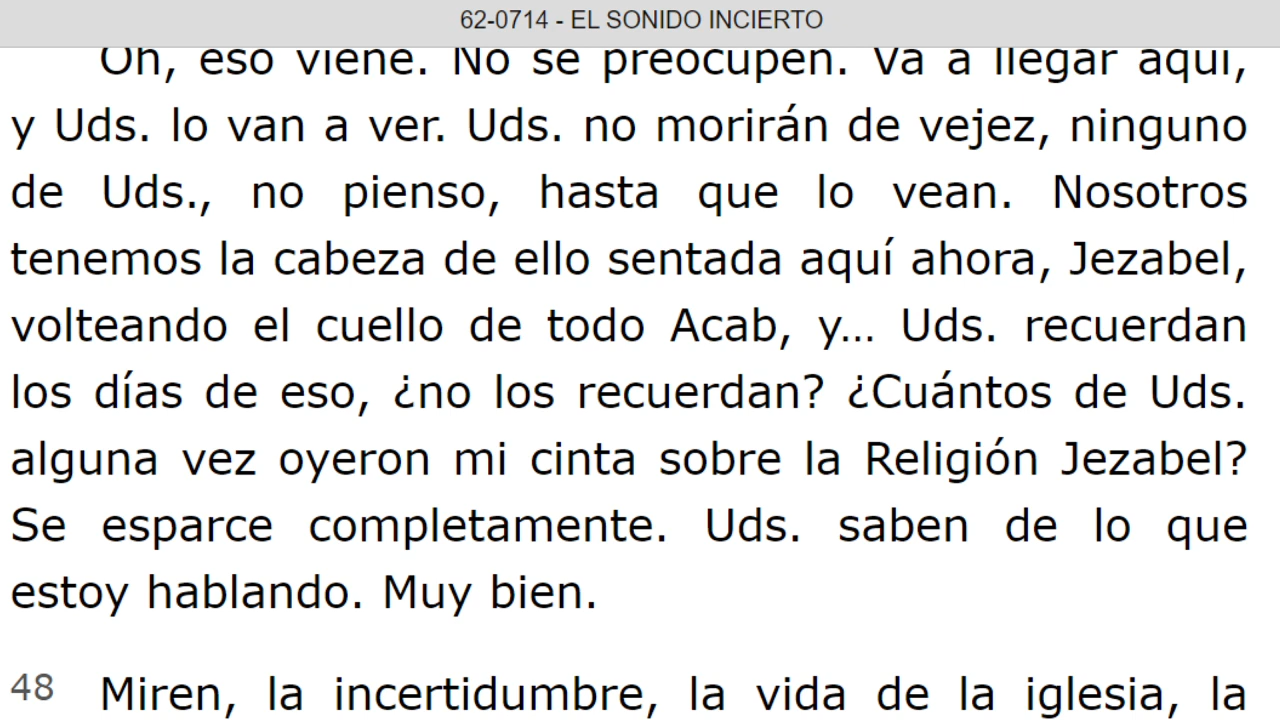 62-0714 - EL SONIDO INCIERTO
Oh, eso viene. No se preocupen. Va a llegar aquí,
y Uds. lo van a ver. Uds. no morirán de vejez, ninguno
de Uds., no pienso, hasta que lo vean. Nosotros
tenemos la cabeza de ello sentada aquí ahora, Jezabel,
volteando el cuello de todo Acab, y... Uds. recuerdan
los días de eso, ¿no los recuerdan? ¿Cuántos de Uds.
alguna vez oyeron mi cinta sobre la Religión Jezabel?
Se esparce completamente. Uds. saben de lo que
estoy hablando. Muy bien.
48 Miren, la incertidumbre, la vida de la iglesia, la